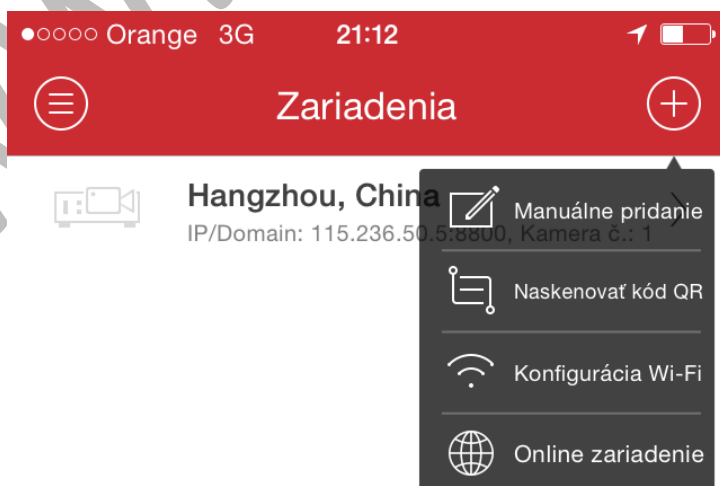 Orange 3G 21:12
Zariadenia
Hangzhou, China
IP/Domain: 115.236.50.5:8800, Kamera č.: 1
Manuálne pridanie
Naskenovať kód QR
Konfigurácia Wi-Fi
Online zariadenie